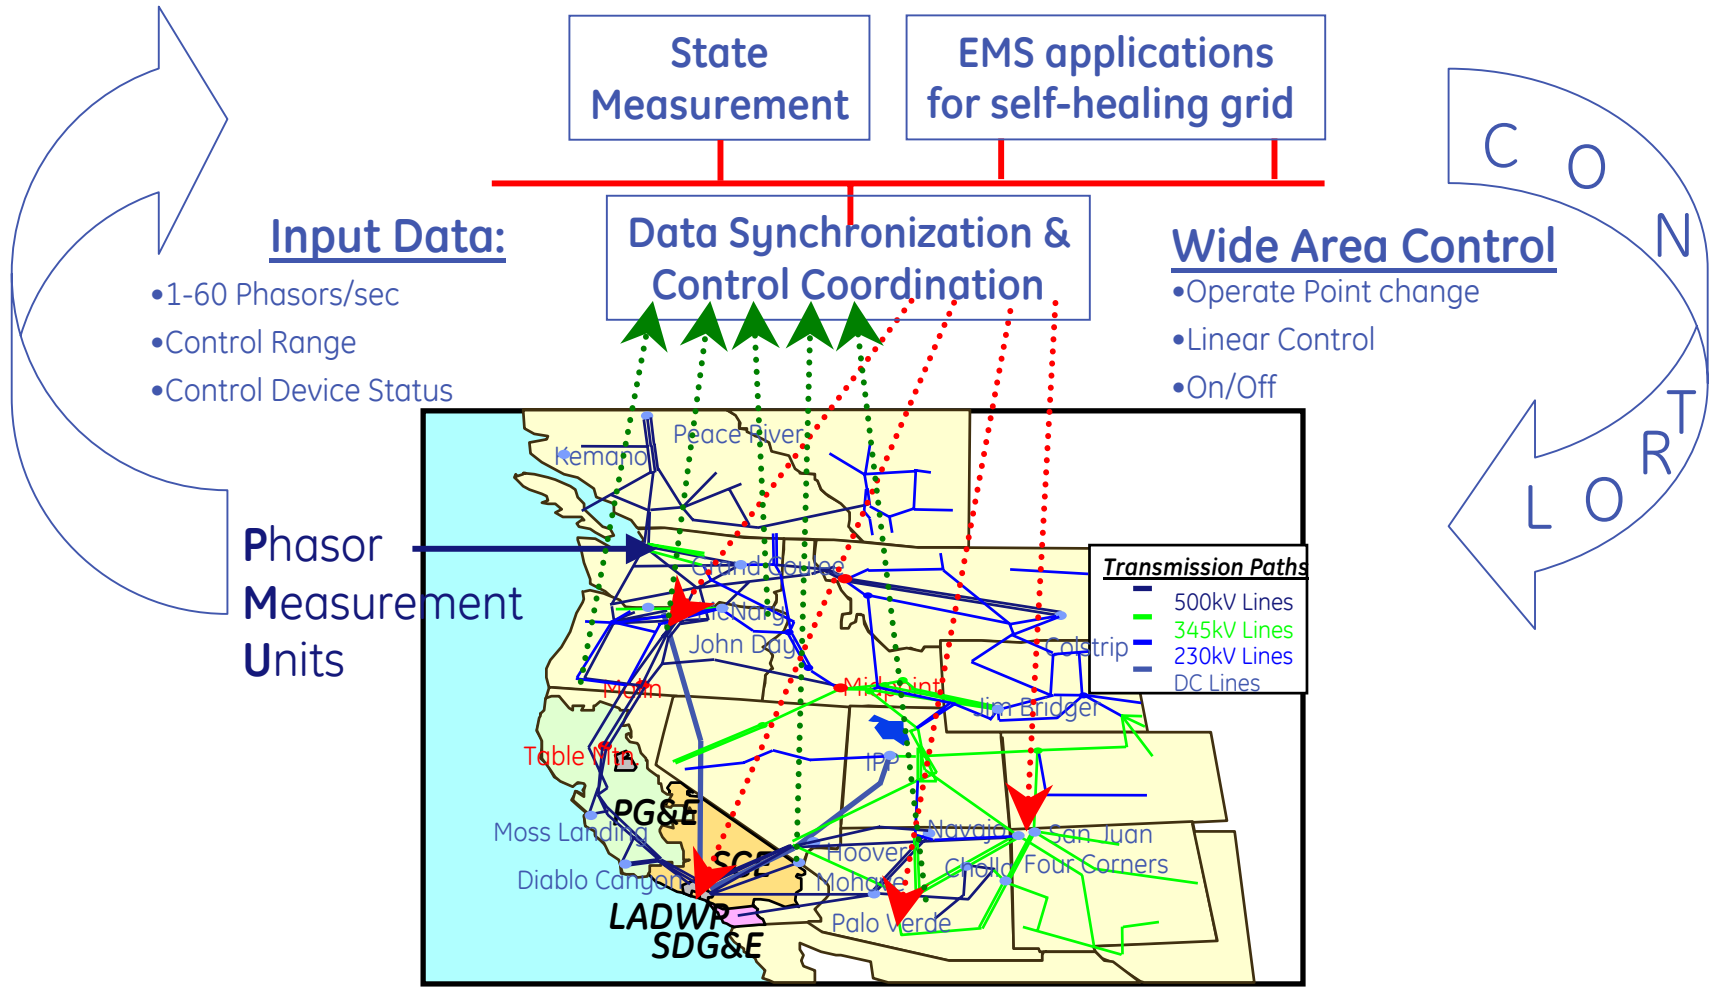 State
Measurement
EMS applications
for self-healing grid
Data Synchronization &
Control Coordination
Input Data:
•1-60 Phasors/sec
•Control Range
•Control Device Status
Wide Area Control
•Operate Point change
•Linear Control
•On/Off
C O N T R O L
Phasor
Measurement
Units
Peace River
Kemano
Grand Coulee
McNary
John Day
Malin
Midpoint
Colstrip
Jim Bridger
Table Mtn.
IPP
PG&E
Moss Landing
SCE
Diablo Canyon
Hoover
Mohave
Navajo
San Juan
Cholla
Four Corners
LADWP
SDG&E
Palo Verde
Transmission Paths
500kV Lines
345kV Lines
230kV Lines
DC Lines